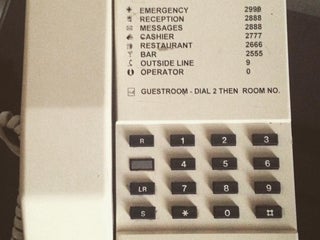 EMERGENCY 2999
RECEPTION 2888
MESSAGES 2888
CASHIER 2777
RESTAURANT 2666
BAR 2555
OUTSIDE LINE 9
OPERATOR 0
GUESTROOM - DIAL 2 THEN ROOM NO.
R 1 2 3
4 5 6
LR 7 8 9
S * 0 #